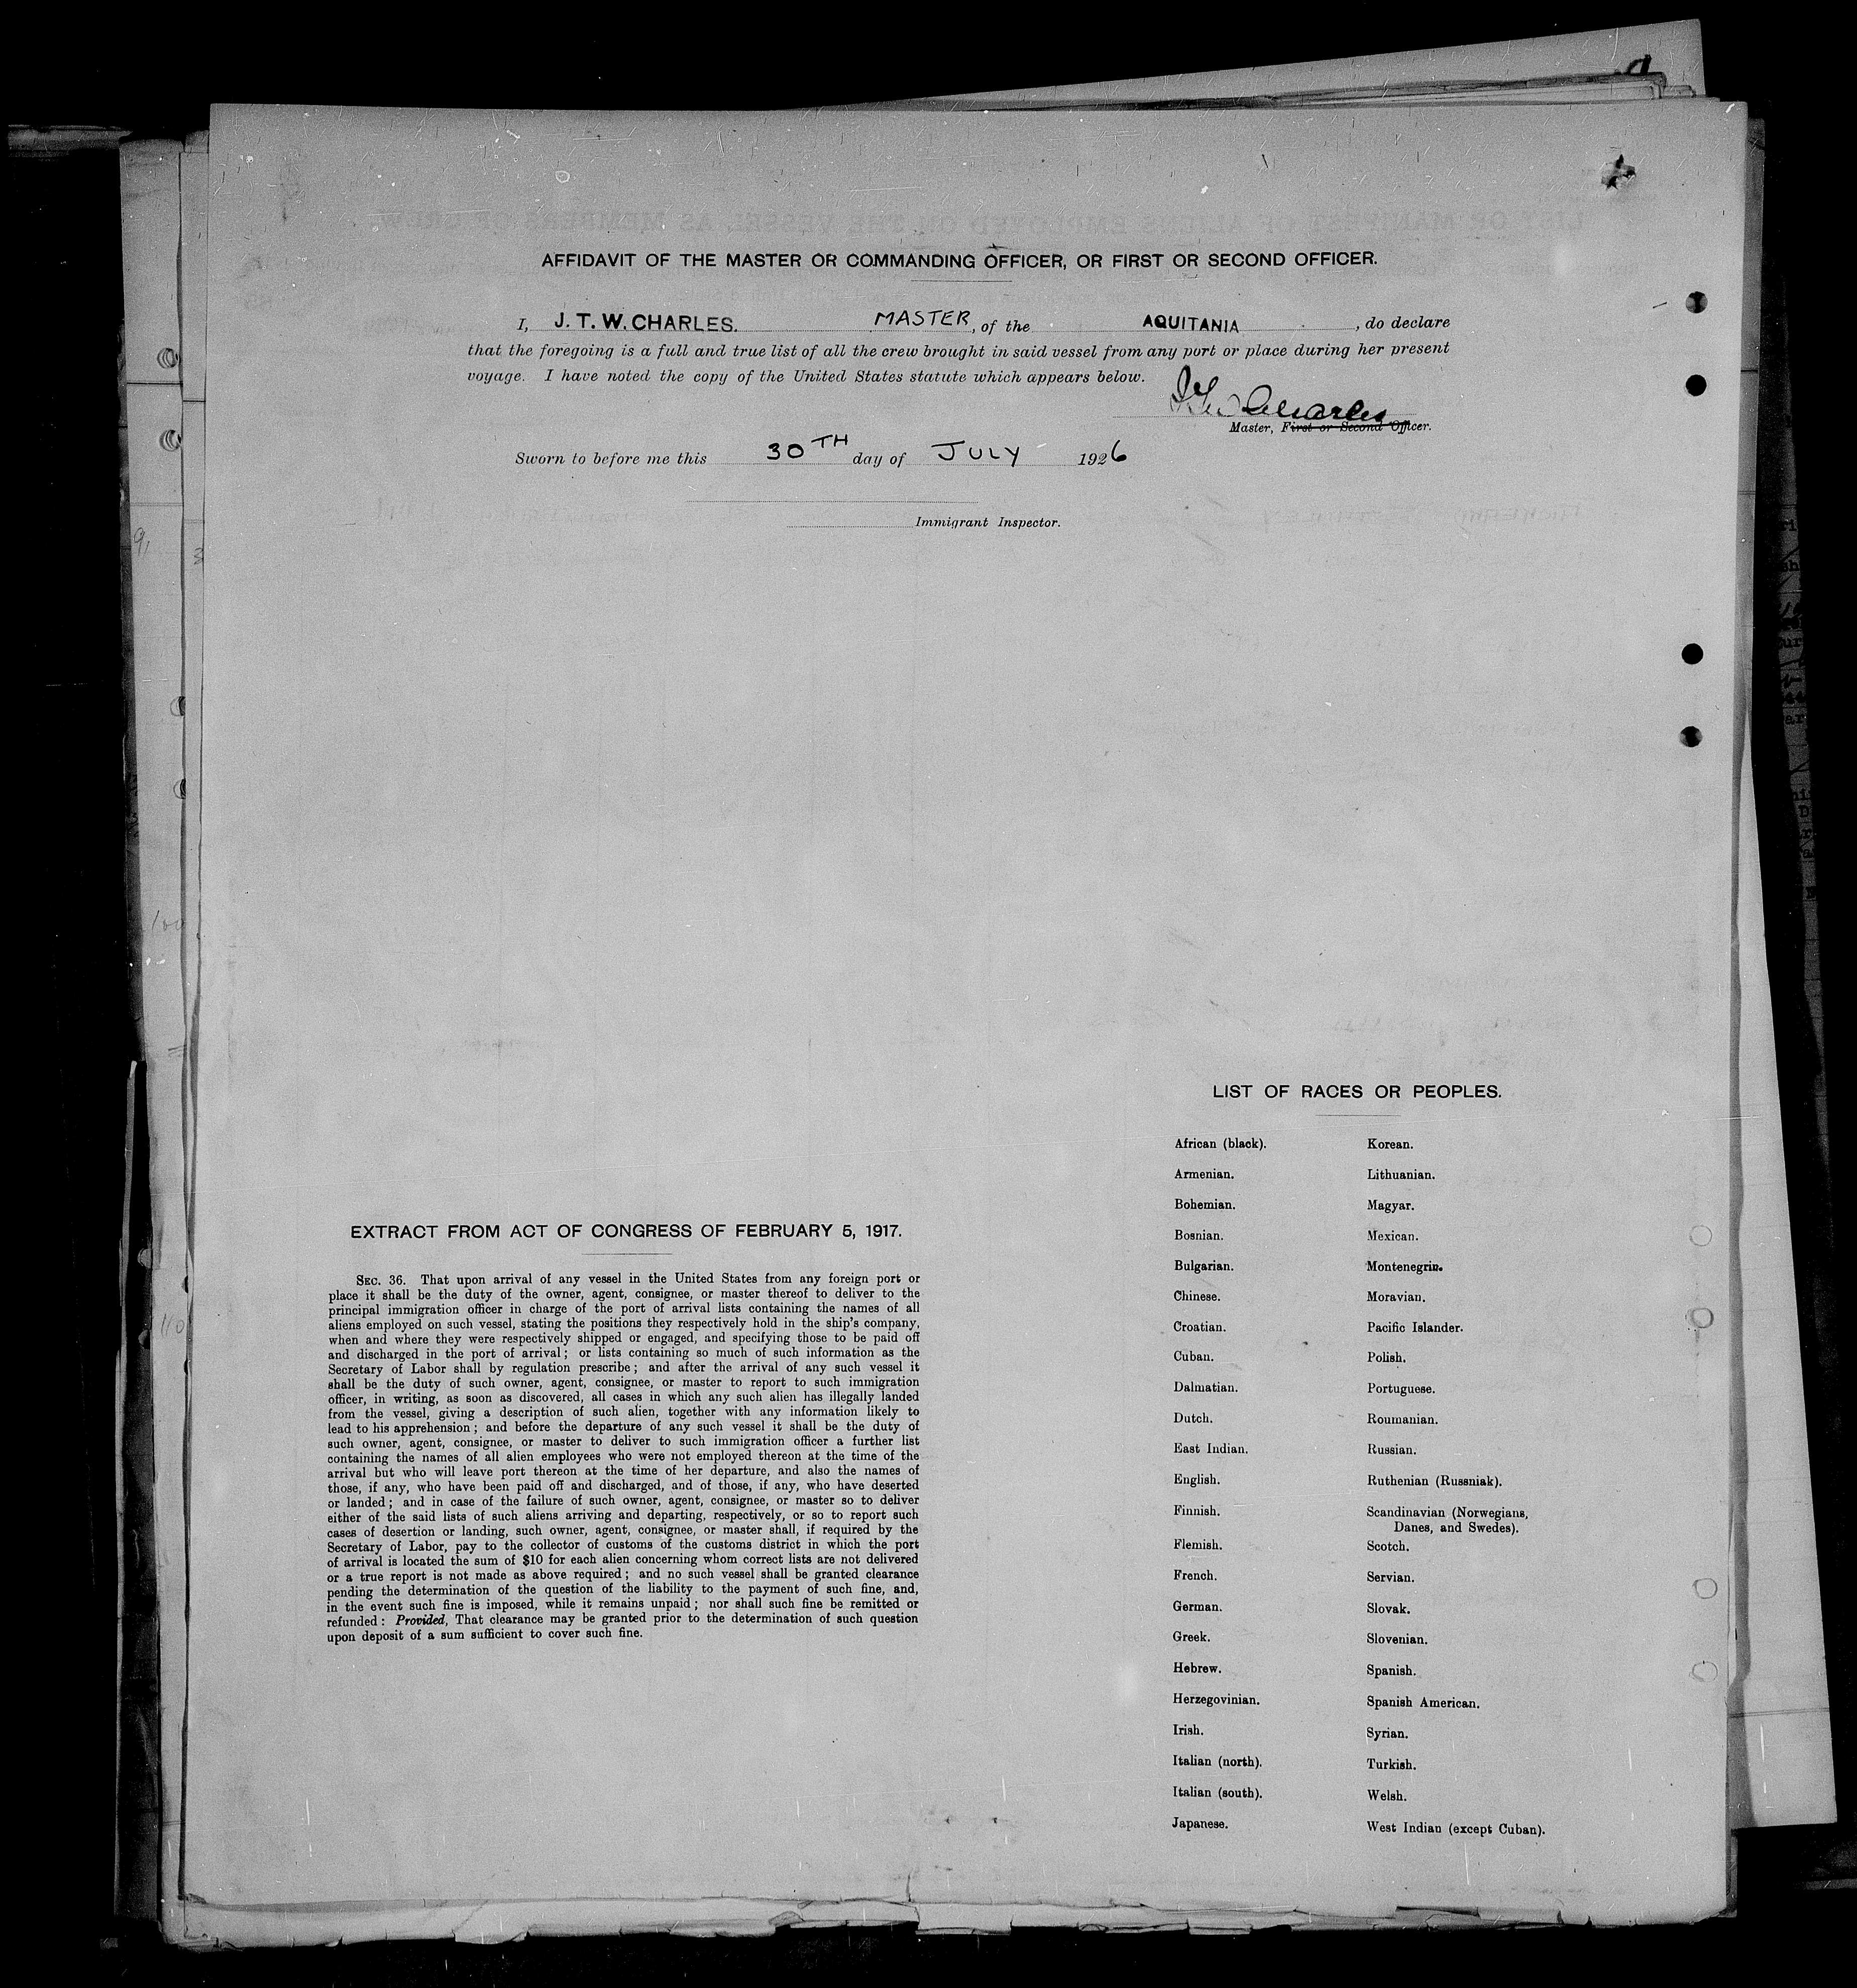 AFFIDAVIT OF THE MASTER OR COMMANDING OFFICER, OR FIRST OR SECOND OFFICER.
I, J. T. W. CHARLES. MASTER, of the AQUITANIA, do declare
that the foregoing is a full and true list of all the crew brought in said vessel from any port or place during her present
voyage. I have noted the copy of the United States statute which appears below.
Charles
Master, First or Second Officer.
Sworn to before me this 30TH day of JULY 1926
Immigrant Inspector.
EXTRACT FROM ACT OF CONGRESS OF FEBRUARY 5, 1917.
SEC. 36. That upon arrival of any vessel in the United States from any foreign port or
place it shall be the duty of the owner, agent, consignee, or master thereof to deliver to the
principal immigration officer in charge of the port of arrival lists containing the names of all
aliens employed on such vessel, stating the positions they respectively hold in the ship's company,
when and where they were respectively shipped or engaged, and specifying those to be paid off
and discharged in the port of arrival; or lists containing so much of such information as the
Secretary of Labor shall by regulation prescribe; and after the arrival of any such vessel it
shall be the duty of such owner, agent, consignee, or master to report to such immigration
officer, in writing, as soon as discovered, all cases in which any such alien has illegally landed
from the vessel, giving a description of such alien, together with any information likely to
lead to his apprehension; and before the departure of any such vessel it shall be the duty of
such owner, agent, consignee, or master to deliver to such immigration officer a further list
containing the names of all alien employees who were not employed thereon at the time of the
arrival but who will leave port thereon at the time of her departure, and also the names of
those, if any, who have been paid off and discharged, and of those, if any, who have deserted
or landed; and in case of the failure of such owner, agent, consignee, or master so to deliver
either of the said lists of such aliens arriving and departing, respectively, or so to report such
cases of desertion or landing, such owner, agent, consignee, or master shall, if required by the
Secretary of Labor, pay to the collector of customs of the customs district in which the port
of arrival is located the sum of $10 for each alien concerning whom correct lists are not delivered
or a true report is not made as above required; and no such vessel shall be granted clearance
pending the determination of the question of the liability to the payment of such fine, and,
in the event such fine is imposed, while it remains unpaid; nor shall such fine be remitted or
refunded: Provided, That clearance may be granted prior to the determination of such question
upon deposit of a sum sufficient to cover such fine.
LIST OF RACES OR PEOPLES.
African (black).
Armenian.
Bohemian.
Bosnian.
Bulgarian.
Chinese.
Croatian.
Cuban.
Dalmatian.
Dutch.
East Indian.
English.
Finnish.
Flemish.
French.
German.
Greek.
Hebrew.
Herzegovinian.
Irish.
Italian (north).
Italian (south).
Japanese.
Korean.
Lithuanian.
Magyar.
Mexican.
Montenegrin.
Moravian.
Pacific Islander.
Polish.
Portuguese.
Roumanian.
Russian.
Ruthenian (Russniak).
Scandinavian (Norwegians,
Danes, and Swedes).
Scotch.
Servian.
Slovak.
Slovenian.
Spanish.
Spanish American.
Syrian.
Turkish.
Welsh.
West Indian (except Cuban).